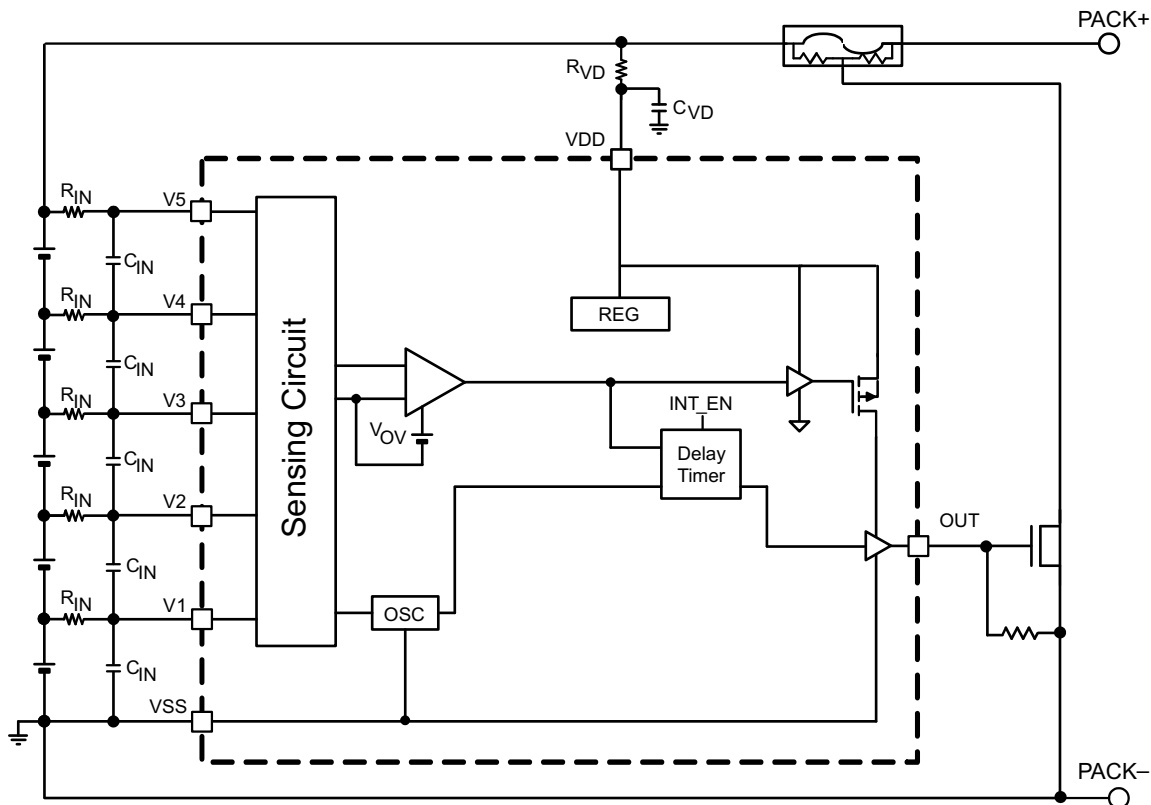 PACK+
RVD
CVD
VDD
RIN
V5
CIN
RIN
V4
REG
CIN
RIN
V3
Sensing Circuit
VOV
INT_EN
Delay
Timer
CIN
RIN
V2
OUT
CIN
RIN
V1
OSC
CIN
VSS
PACK–